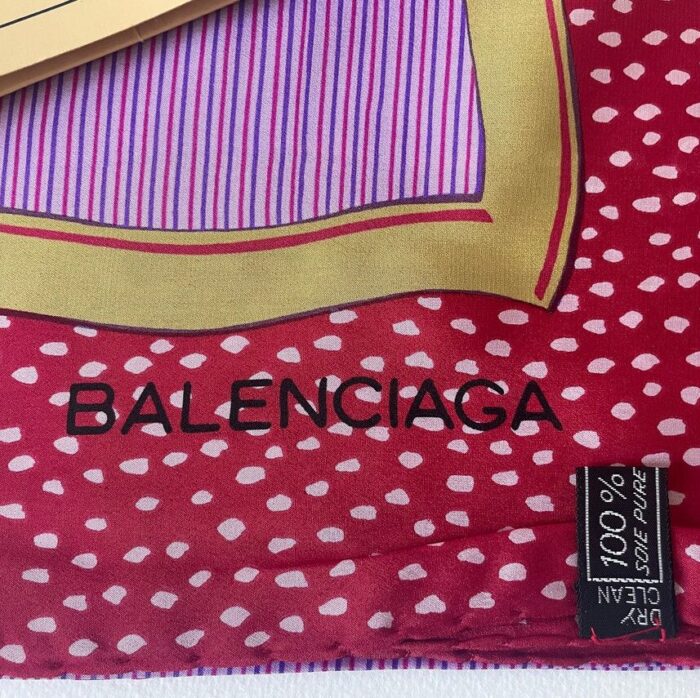 BALENCIAGA
100%
SOIE PURE
DRY
CLEAN